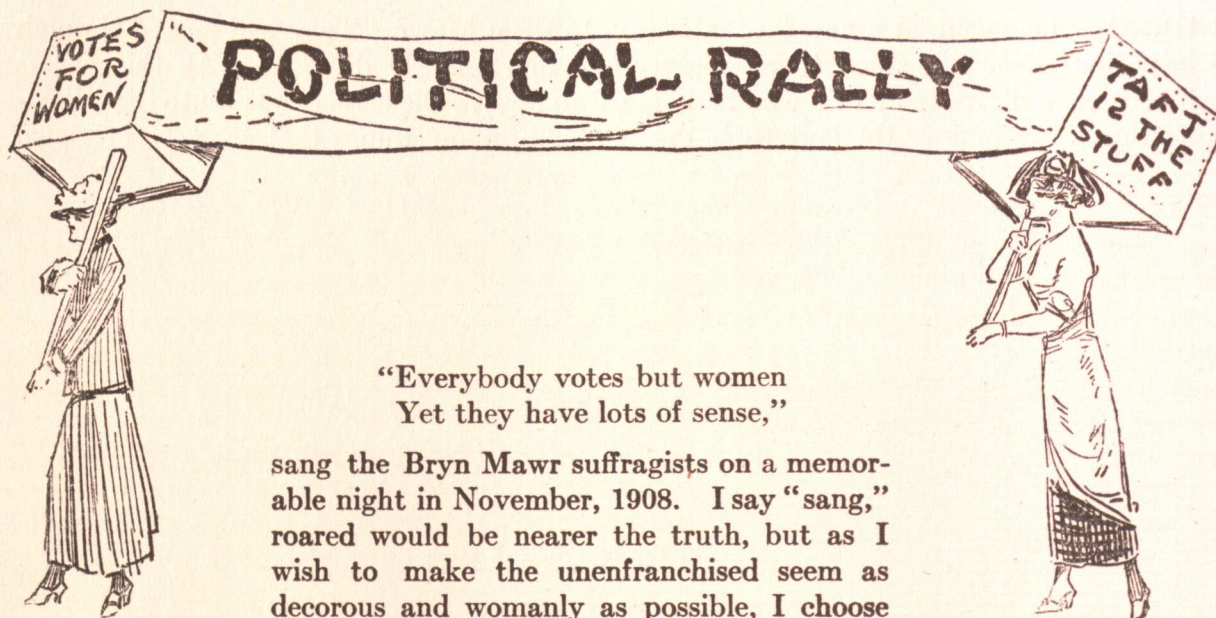 VOTES
FOR
WOMEN
POLITICAL RALLY
TAFT
IS THE
STUFF
“Everybody votes but women
Yet they have lots of sense,”
sang the Bryn Mawr suffragists on a memor-
able night in November, 1908. I say “sang,”
roared would be nearer the truth, but as I
wish to make the unenfranchised seem as
decorous and womanly as possible, I choose